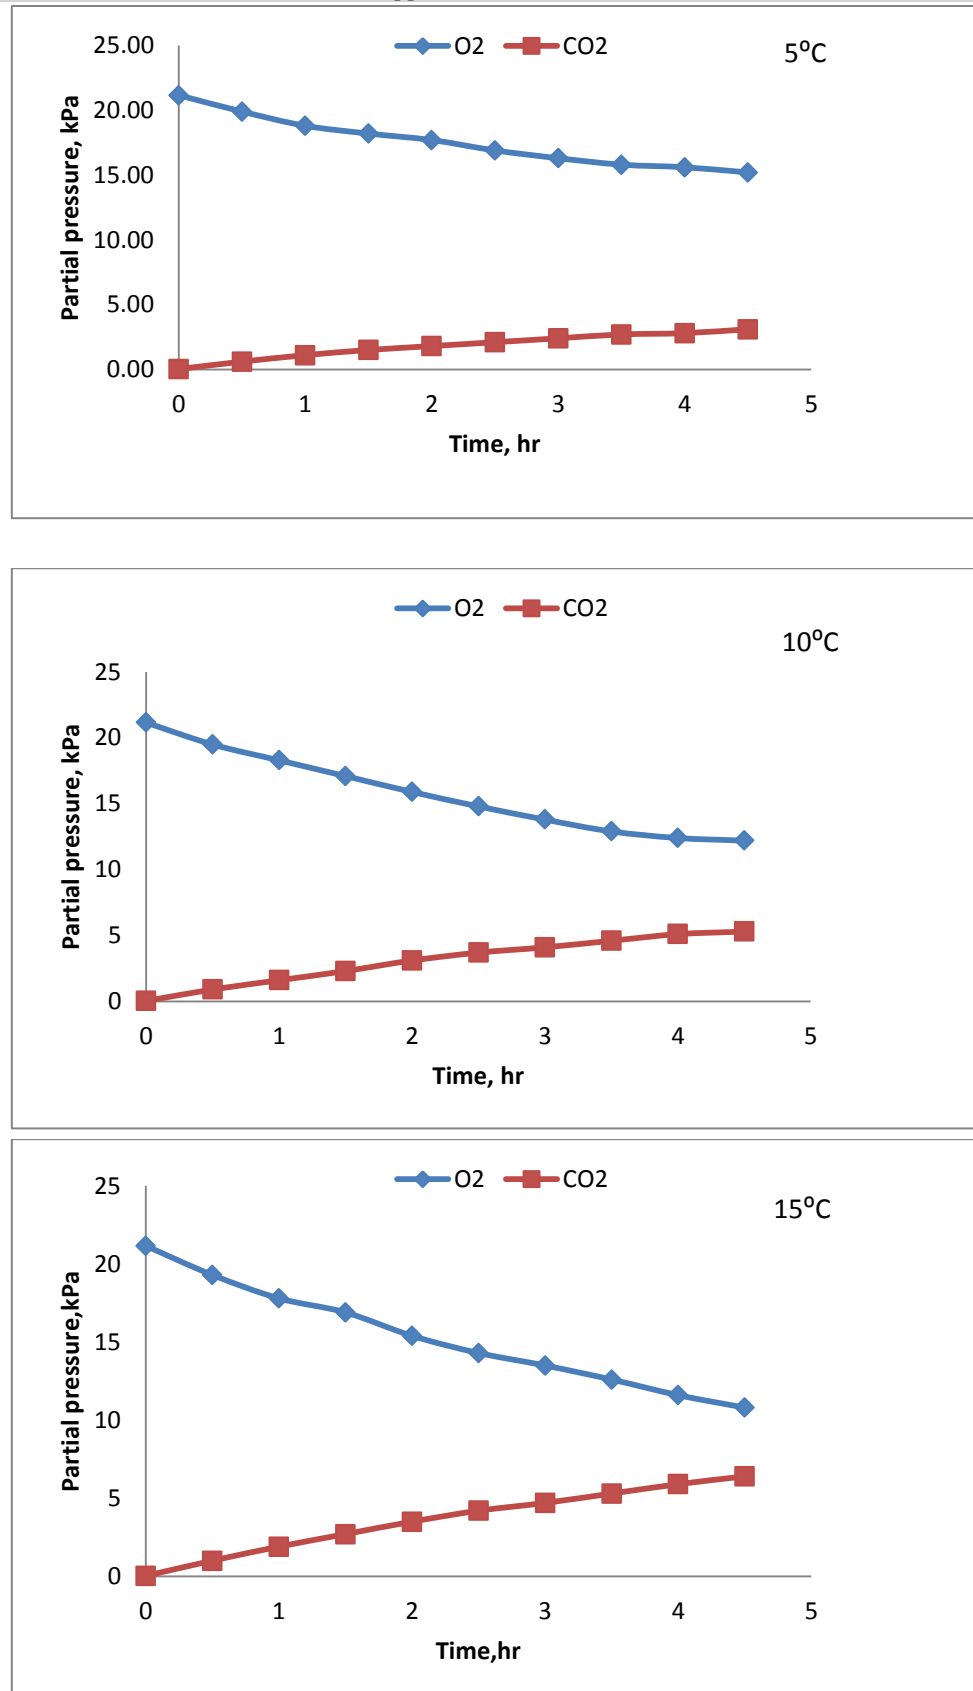 O2 CO2 5⁰C
25.00
20.00
15.00
10.00
5.00
0.00
0 1 2 3 4 5
Partial pressure, kPa
Time, hr
O2 CO2
10⁰C
25
20
15
10
5
0
0 1 2 3 4 5
Partial pressure, kPa
Time, hr
O2 CO2
15⁰C
25
20
15
10
5
0
0 1 2 3 4 5
Partial pressure,kPa
Time,hr